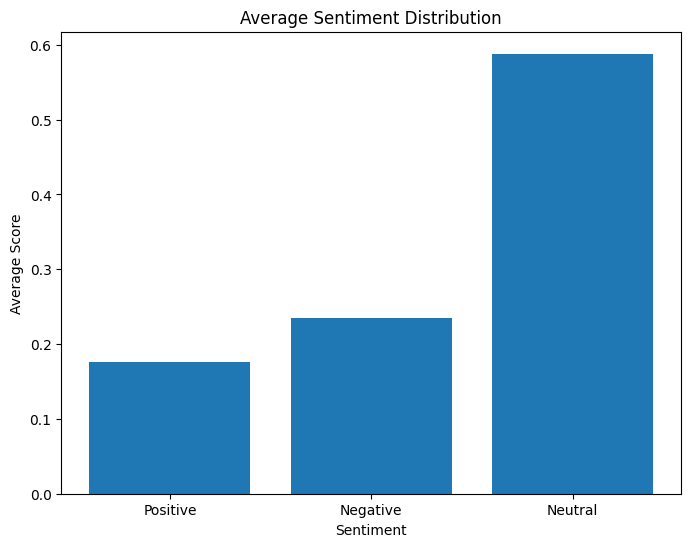 Average Sentiment Distribution
Average Score
0.6
0.5
0.4
0.3
0.2
0.1
0.0
Positive
Negative
Neutral
Sentiment